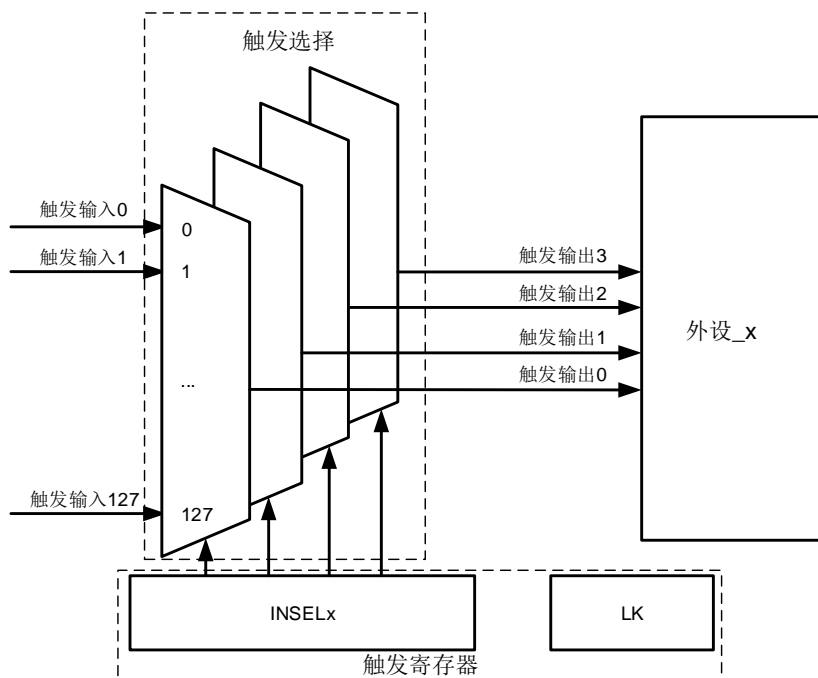 触发选择
触发输入0
0
触发输入1
1
触发输出3
触发输出2
外设_x
触发输出1
...
触发输出0
触发输入127
127
INSELx
LK
触发寄存器